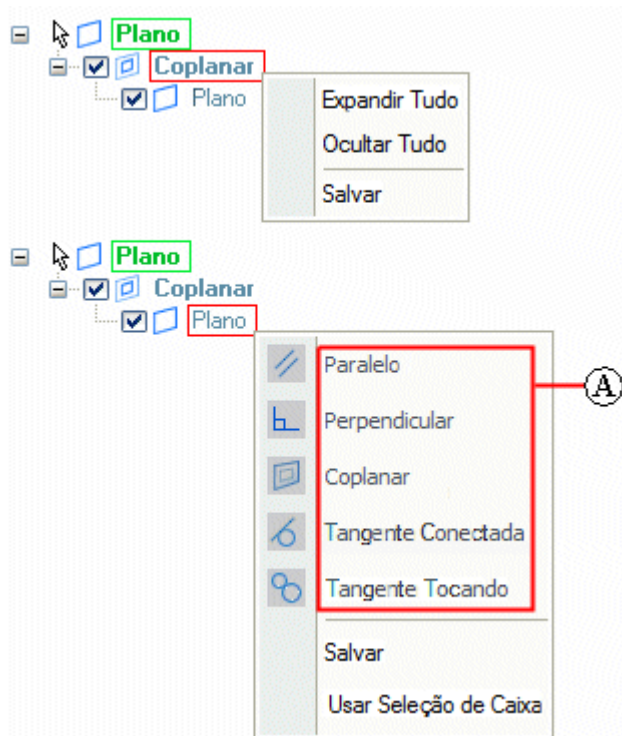 Plano
Coplanar
Plano
Expandir Tudo
Ocultar Tudo
Salvar
Plano
Coplanar
Plano
Paralelo
A
Perpendicular
Coplanar
Tangente Conectada
Tangente Tocando
Salvar
Usar Seleção de Caixa